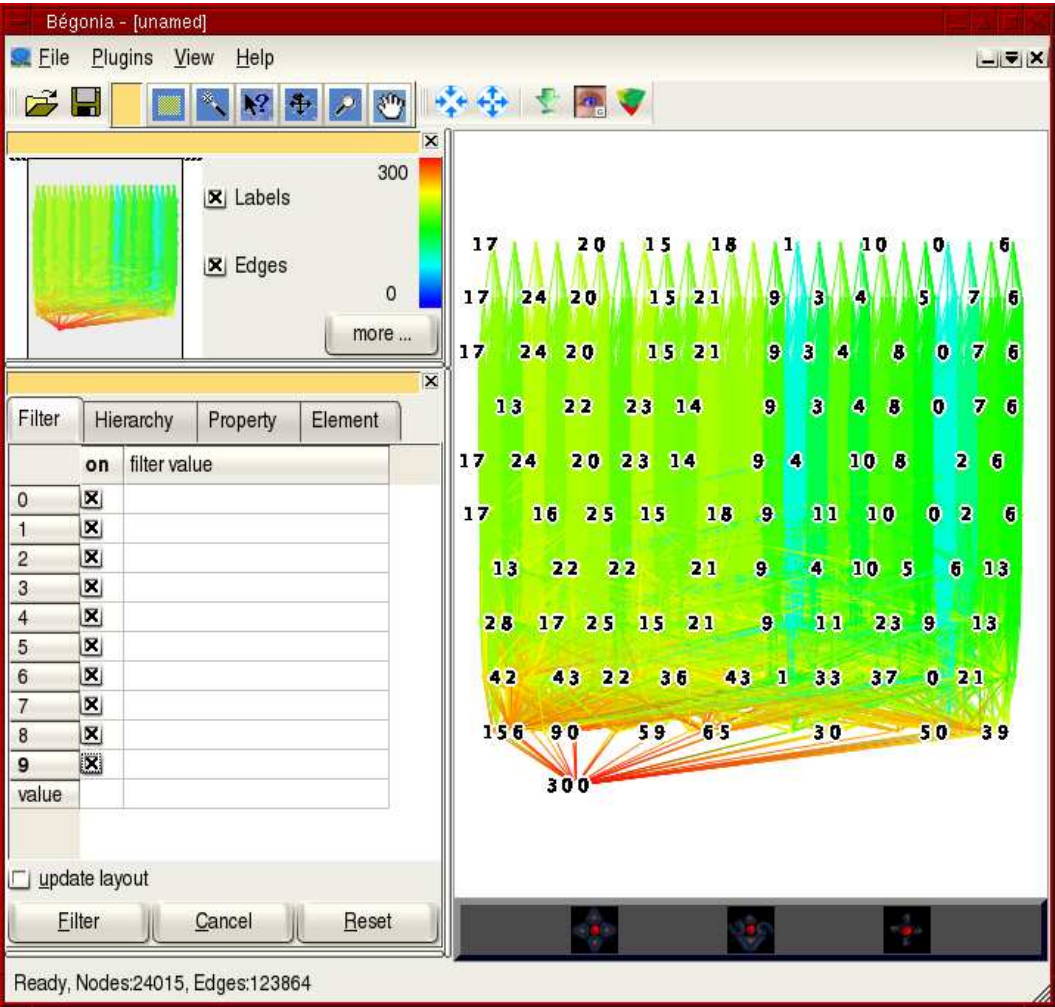 Bégonia - [unamed]
File Plugins View Help
300
Labels
Edges
0
more ...
Filter Hierarchy Property Element
on filter value
0
1
2
3
4
5
6
7
8
9
value
update layout
Filter Cancel Reset
17 20 15 18 1 10 0 6
17 24 20 15 21 9 3 4 5 7 6
17 24 20 15 21 9 3 4 8 0 7 6
13 22 23 14 9 3 4 8 0 7 6
17 24 20 23 14 9 4 10 8 2 6
17 16 25 15 18 9 11 10 0 2 6
13 22 22 21 9 4 10 5 6 13
28 17 25 15 21 9 11 23 9 13
42 43 22 36 43 1 33 37 0 21
156 90 59 65 30 50 39
300
Ready, Nodes:24015, Edges:123864